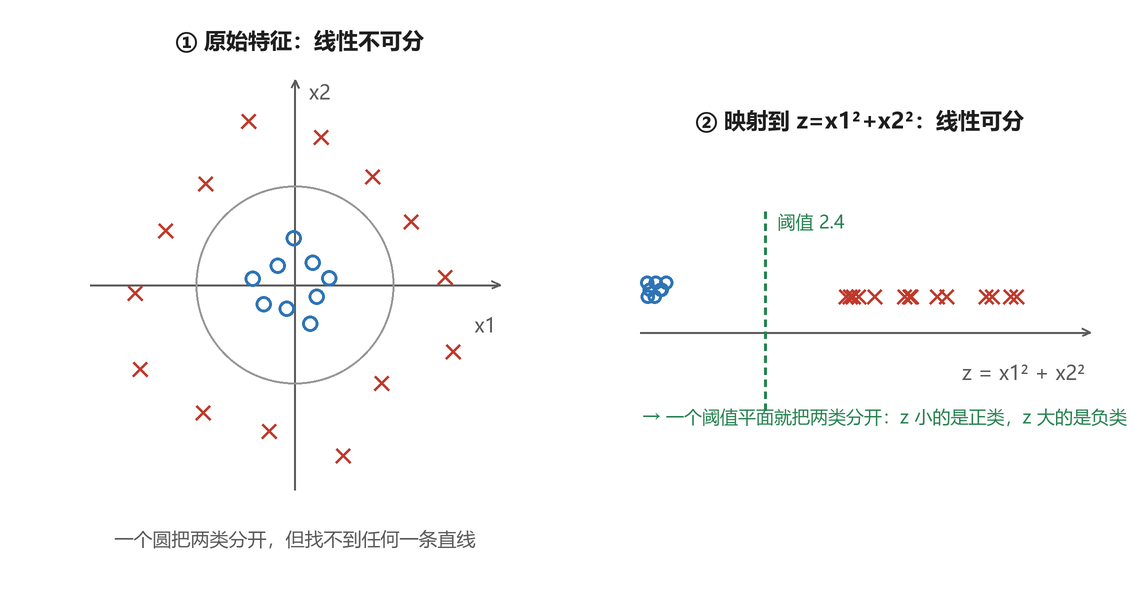 ① 原始特征：线性不可分
x2
x1
一个圆把两类分开，但找不到任何一条直线
② 映射到 z=x1²+x2²：线性可分
阈值 2.4
z = x1² + x2²
→ 一个阈值平面就把两类分开：z 小的是正类，z 大的是负类